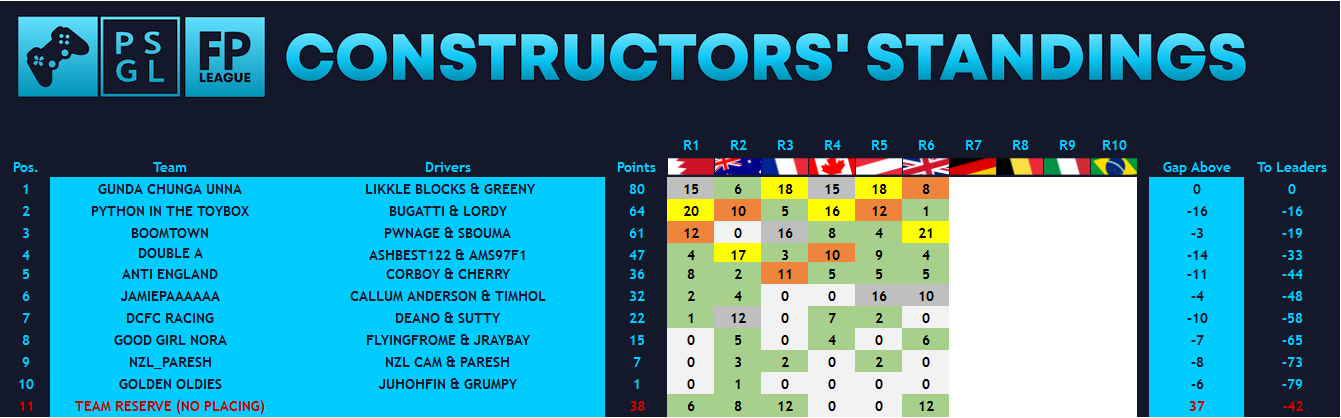 PS
GL
FP
LEAGUE
CONSTRUCTORS' STANDINGS
R1 R2 R3 R4 R5 R6 R7 R8 R9 R10
Pos. Team Drivers Points Gap Above To Leaders
1 GUNDA CHUNGA UNNA LIKKLE BLOCKS & GREENY 80 15 6 18 15 18 8 0 0
2 PYTHON IN THE TOYBOX BUGATTI & LORDY 64 20 10 5 16 12 1 -16 -16
3 BOOMTOWN PWNAGE & SBOUMA 61 12 0 16 8 4 21 -3 -19
4 DOUBLE A ASHBEST122 & AMS97F1 47 4 17 3 10 9 4 -14 -33
5 ANTI ENGLAND CORBOY & CHERRY 36 8 2 11 5 5 5 -11 -44
6 JAMIEPAAAAAA CALLUM ANDERSON & TIMHOL 32 2 4 0 0 16 10 -4 -48
7 DCFC RACING DEANO & SUTTY 22 1 12 0 7 2 0 -10 -58
8 GOOD GIRL NORA FLYINGFROME & JRAYBAY 15 0 5 0 4 0 6 -7 -65
9 NZL_PARESH NZL CAM & PARESH 7 0 3 2 0 2 0 -8 -73
10 GOLDEN OLDIES JUHOHFIN & GRUMPY 1 0 1 0 0 0 0 -6 -79
11 TEAM RESERVE (NO PLACING) 38 6 8 12 0 0 12 37 -42